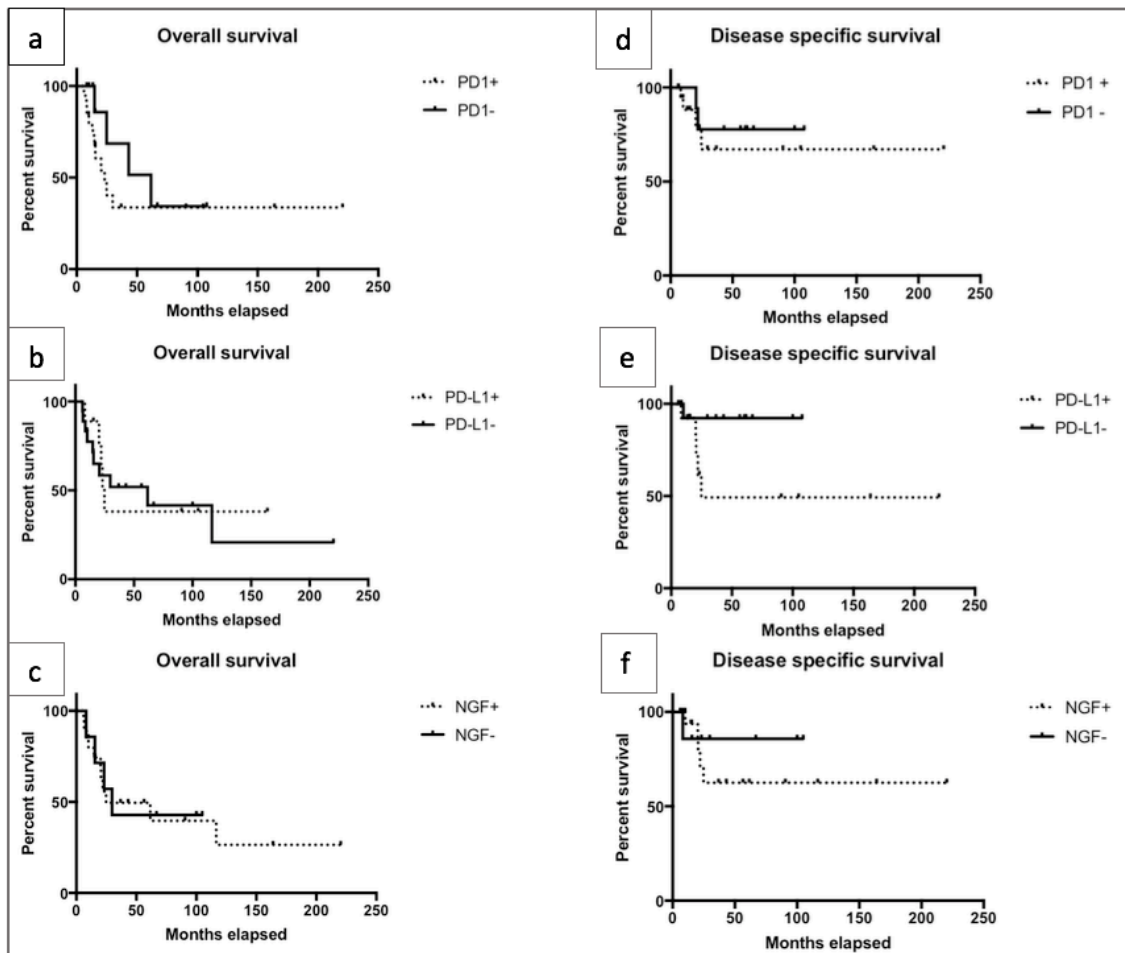 a
Overall survival
PD1+
PD1-
Percent survival
100
50
0
0 50 100 150 200 250
Months elapsed
b
Overall survival
PD-L1+
PD-L1-
Percent survival
100
50
0
0 50 100 150 200 250
Months elapsed
c
Overall survival
NGF+
NGF-
Percent survival
100
50
0
0 50 100 150 200 250
Months elapsed
d
Disease specific survival
PD1 +
PD1 -
Percent survival
100
50
0
0 50 100 150 200 250
Months elapsed
e
Disease specific survival
PD-L1+
PD-L1-
Percent survival
100
50
0
0 50 100 150 200 250
Months elapsed
f
Disease specific survival
NGF+
NGF-
Percent survival
100
50
0
0 50 100 150 200 250
Months elapsed